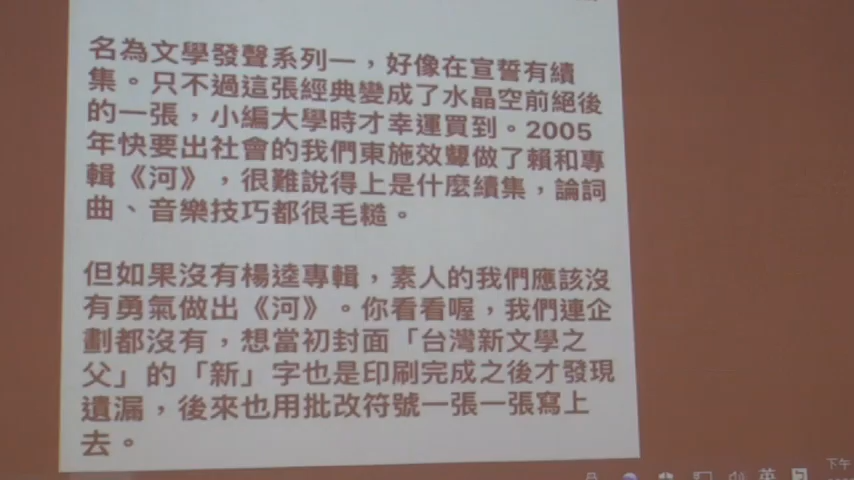 名為文學發聲系列一，好像在宣誓有續
集。只不過這張經典變成了水晶空前絕後
的一張，小編大學時才幸運買到。2005
年快要出社會的我們東施效顰做了賴和專
輯《河》，很難說得上是什麼續集，論詞
曲、音樂技巧都很毛糙。
但如果沒有楊逵專輯，素人的我們應該沒
有勇氣做出《河》。你看看喔，我們連企
劃都沒有，想當初封面「台灣新文學之
父」的「新」字也是印刷完成之後才發現
遺漏，後來也用批改符號一張一張寫上
去。
英
下午